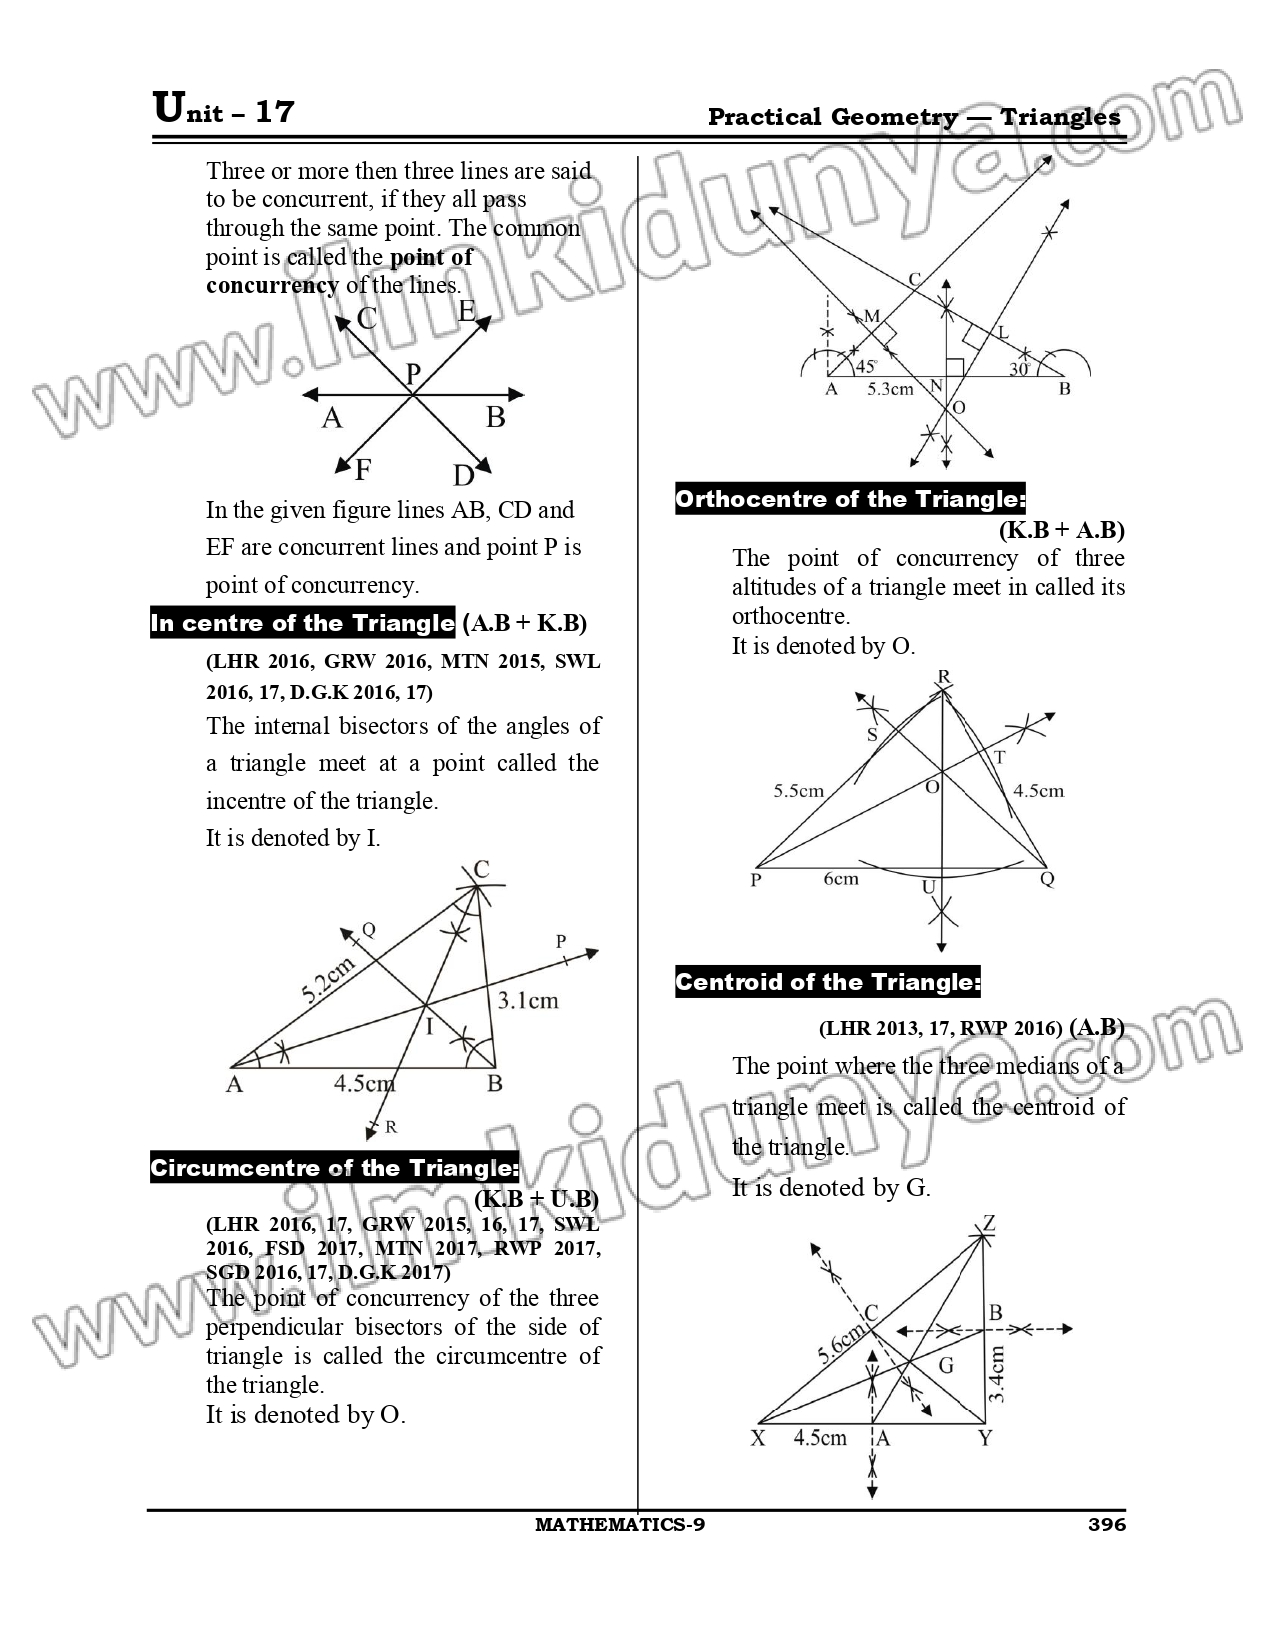 Unit – 17
Practical Geometry — Triangles
Three or more then three lines are said
to be concurrent, if they all pass
through the same point. The common
point is called the point of
concurrency of the lines.
C
E
P
A
B
F
D
In the given figure lines AB, CD and
EF are concurrent lines and point P is
point of concurrency.
In centre of the Triangle (A.B + K.B)
(LHR 2016, GRW 2016, MTN 2015, SWL
2016, 17, D.G.K 2016, 17)
The internal bisectors of the angles of
a triangle meet at a point called the
incentre of the triangle.
It is denoted by I.
C
Q
P
5.2cm
3.1cm
I
A
4.5cm
B
R
Circumcentre of the Triangle:
(K.B + U.B)
(LHR 2016, 17, GRW 2015, 16, 17, SWL
2016, FSD 2017, MTN 2017, RWP 2017,
SGD 2016, 17, D.G.K 2017)
The point of concurrency of the three
perpendicular bisectors of the side of
triangle is called the circumcentre of
the triangle.
It is denoted by O.
C
M
L
45°
30°
A
5.3cm
N
B
O
Orthocentre of the Triangle:
(K.B + A.B)
The point of concurrency of three
altitudes of a triangle meet in called its
orthocentre.
It is denoted by O.
R
S
T
5.5cm
O
4.5cm
P
6cm
U
Q
Centroid of the Triangle:
(LHR 2013, 17, RWP 2016) (A.B)
The point where the three medians of a
triangle meet is called the centroid of
the triangle.
It is denoted by G.
Z
C
B
5.6cm
G
3.4cm
X
4.5cm
A
Y
MATHEMATICS-9
396
www.ilmkidunya.com
www.ilmkidunya.com